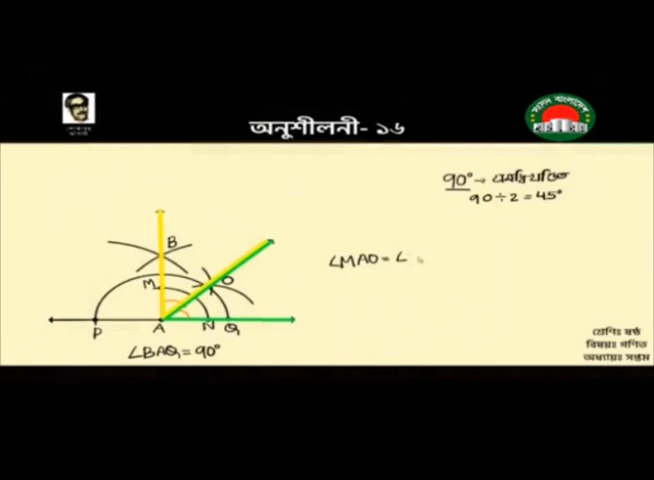 অনুশীলনী- ১৬
90° → সমদ্বিখণ্ডিত
90 ÷ 2 = 45°
B
M
O
∠MAO = ∠
P
A
N
Q
∠BAQ = 90°
শ্রেণিঃ ষষ্ঠ
বিষয়ঃ গণিত
অধ্যায়ঃ সপ্তম